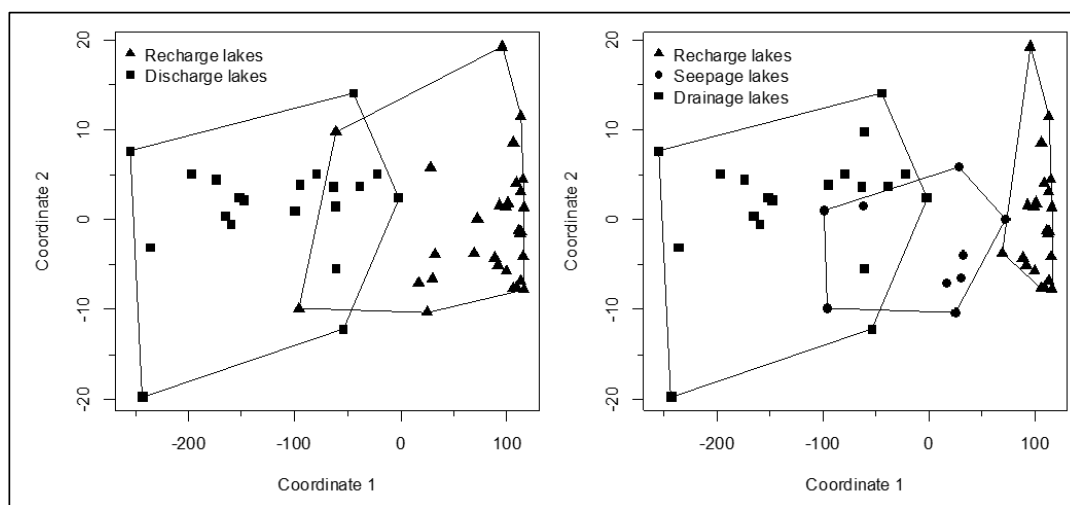 Recharge lakes
Discharge lakes
20
10
0
-10
-20
Coordinate 2
-200
-100
0
100
Coordinate 1
Recharge lakes
Seepage lakes
Drainage lakes
20
10
0
-10
-20
Coordinate 2
-200
-100
0
100
Coordinate 1